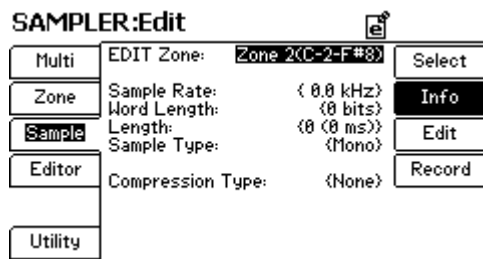 SAMPLER:Edit
e
Multi
Zone
Sample
Editor
Utility
EDIT Zone: Zone 2(C-2-F#8)
Sample Rate: { 0.0 kHz}
Word Length: {0 bits}
Length: {0 (0 ms)}
Sample Type: {Mono}
Compression Type: {None}
Select
Info
Edit
Record